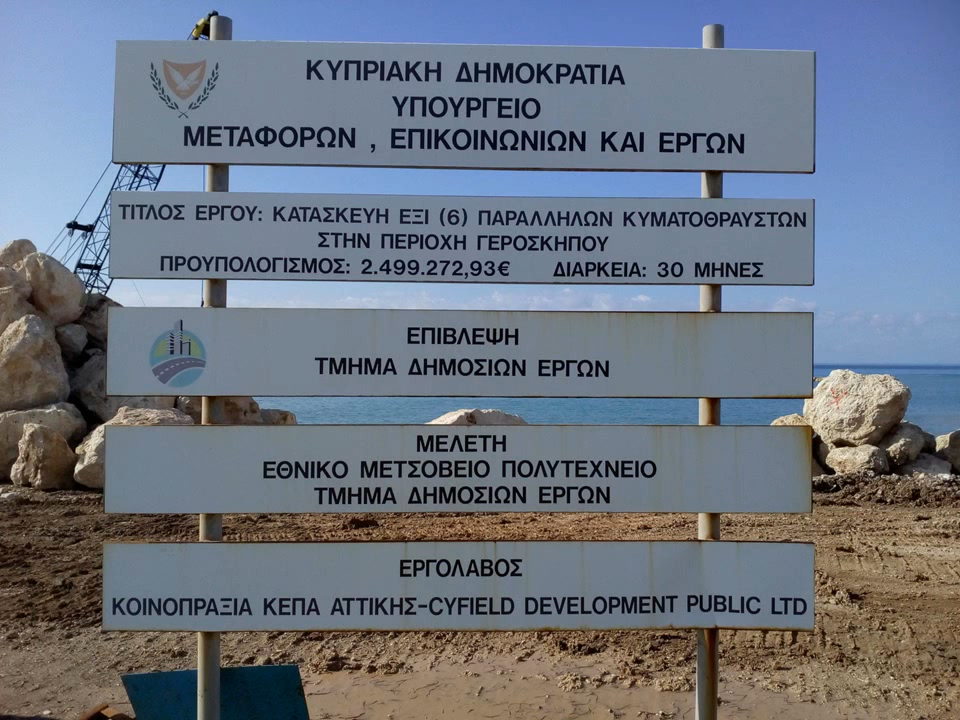 ΚΥΠΡΙΑΚΗ ΔΗΜΟΚΡΑΤΙΑ
ΥΠΟΥΡΓΕΙΟ
ΜΕΤΑΦΟΡΩΝ , ΕΠΙΚΟΙΝΩΝΙΩΝ ΚΑΙ ΕΡΓΩΝ
ΤΙΤΛΟΣ ΕΡΓΟΥ: ΚΑΤΑΣΚΕΥΗ ΕΞΙ (6) ΠΑΡΑΛΛΗΛΩΝ ΚΥΜΑΤΟΘΡΑΥΣΤΩΝ
ΣΤΗΝ ΠΕΡΙΟΧΗ ΓΕΡΟΣΚΗΠΟΥ
ΠΡΟΥΠΟΛΟΓΙΣΜΟΣ: 2.499.272,93€ ΔΙΑΡΚΕΙΑ: 30 ΜΗΝΕΣ
ΕΠΙΒΛΕΨΗ
ΤΜΗΜΑ ΔΗΜΟΣΙΩΝ ΕΡΓΩΝ
ΜΕΛΕΤΗ
ΕΘΝΙΚΟ ΜΕΤΣΟΒΕΙΟ ΠΟΛΥΤΕΧΝΕΙΟ
ΤΜΗΜΑ ΔΗΜΟΣΙΩΝ ΕΡΓΩΝ
ΕΡΓΟΛΑΒΟΣ
ΚΟΙΝΟΠΡΑΞΙΑ ΚΕΠΑ ΑΤΤΙΚΗΣ-CYFIELD DEVELOPMENT PUBLIC LTD